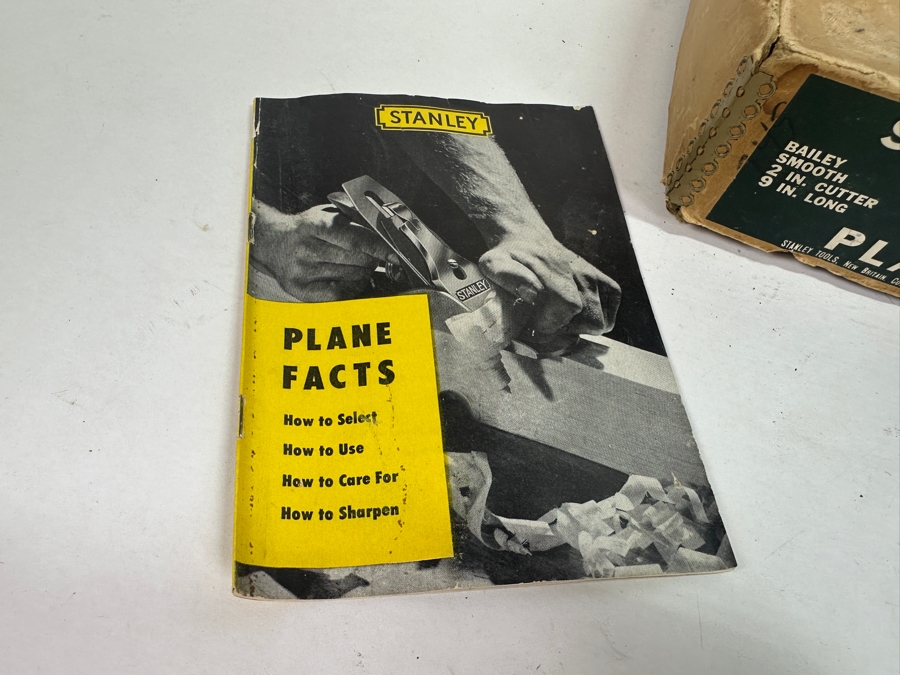 STANLEY
STANLEY
PLANE
FACTS
How to Select
How to Use
How to Care For
How to Sharpen
BAILEY
SMOOTH
2 IN. CUTTER
9 IN. LONG
STANLEY TOOLS, NEW BRITAIN